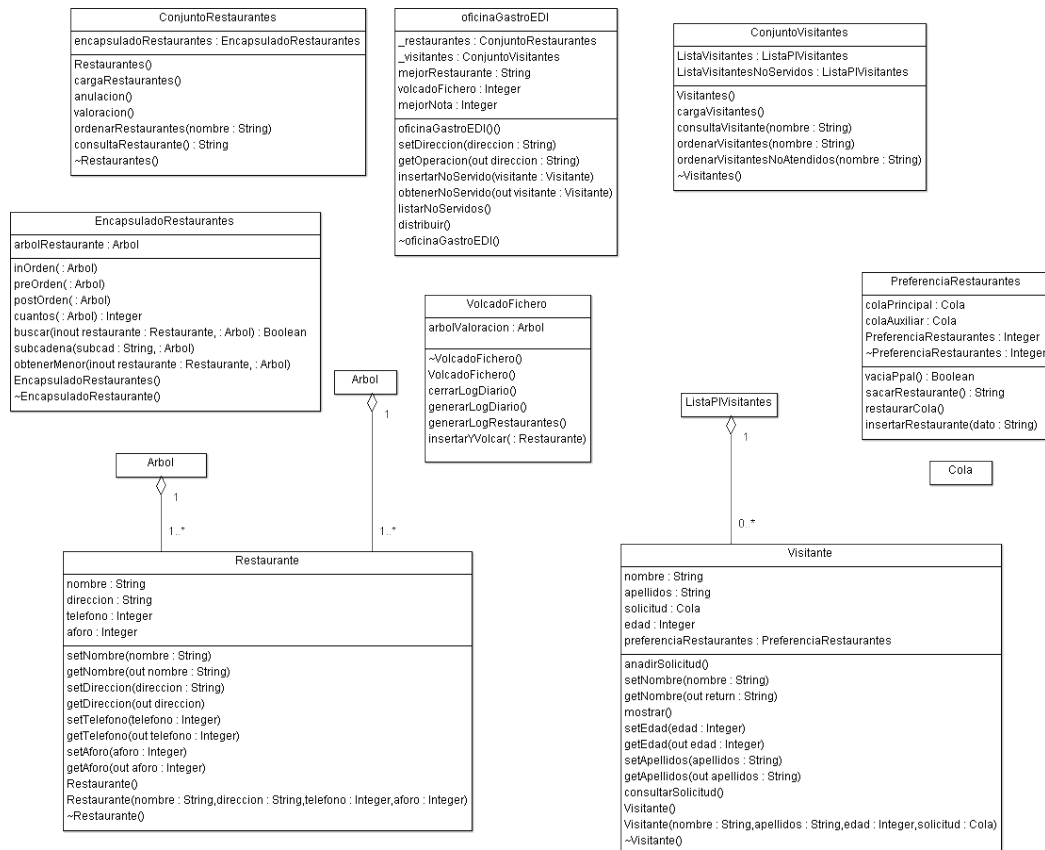 ConjuntoRestaurantes
encapsuladoRestaurantes : EncapsuladoRestaurantes
Restaurantes()
cargaRestaurantes()
anulacion()
valoracion()
ordenarRestaurantes(nombre : String)
consultaRestaurante() : String
~Restaurantes()
oficinaGastroEDI
_restaurantes : ConjuntoRestaurantes
_visitantes : ConjuntoVisitantes
mejorRestaurante : String
volcadoFichero : Integer
mejorNota : Integer
oficinaGastroEDI()()
setDireccion(direccion : String)
getOperacion(out direccion : String)
insertarNoServido(visitante : Visitante)
obtenerNoServido(out visitante : Visitante)
listarNoServidos()
distribuir()
~oficinaGastroEDI()
ConjuntoVisitantes
ListaVisitantes : ListaPIVisitantes
ListaVisitantesNoServidos : ListaPIVisitantes
Visitantes()
cargaVisitantes()
consultaVisitante(nombre : String)
ordenarVisitantes(nombre : String)
ordenarVisitantesNoAtendidos(nombre : String)
~Visitantes()
EncapsuladoRestaurantes
arbolRestaurante : Arbol
inOrden( : Arbol)
preOrden( : Arbol)
postOrden( : Arbol)
cuantos( : Arbol) : Integer
buscar(inout restaurante : Restaurante, : Arbol) : Boolean
subcadena(subcad : String, : Arbol)
obtenerMenor(inout restaurante : Restaurante, : Arbol)
EncapsuladoRestaurantes()
~EncapsuladoRestaurante()
VolcadoFichero
arbolValoracion : Arbol
~VolcadoFichero()
VolcadoFichero()
cerrarLogDiario()
generarLogDiario()
generarLogRestaurantes()
insertarYVolcar( : Restaurante)
PreferenciaRestaurantes
colaPrincipal : Cola
colaAuxiliar : Cola
PreferenciaRestaurantes : Integer
~PreferenciaRestaurantes : Integer
vaciaPpal() : Boolean
sacarRestaurante() : String
restaurarCola()
insertarRestaurante(dato : String)
Arbol
1
1..*
ListaPIVisitantes
1
0..*
Cola
Arbol
1
1..*
Restaurante
nombre : String
direccion : String
telefono : Integer
aforo : Integer
setNombre(nombre : String)
getNombre(out nombre : String)
setDireccion(direccion : String)
getDireccion(out direccion)
setTelefono(telefono : Integer)
getTelefono(out telefono : Integer)
setAforo(aforo : Integer)
getAforo(out aforo : Integer)
Restaurante()
Restaurante(nombre : String,direccion : String,telefono : Integer,aforo : Integer)
~Restaurante()
Visitante
nombre : String
apellidos : String
solicitud : Cola
edad : Integer
preferenciaRestaurantes : PreferenciaRestaurantes
anadirSolicitud()
setNombre(nombre : String)
getNombre(out return : String)
mostrar()
setEdad(edad : Integer)
getEdad(out edad : Integer)
setApellidos(apellidos : String)
getApellidos(out apellidos : String)
consultarSolicitud()
Visitante()
Visitante(nombre : String,apellidos : String,edad : Integer,solicitud : Cola)
~Visitante()